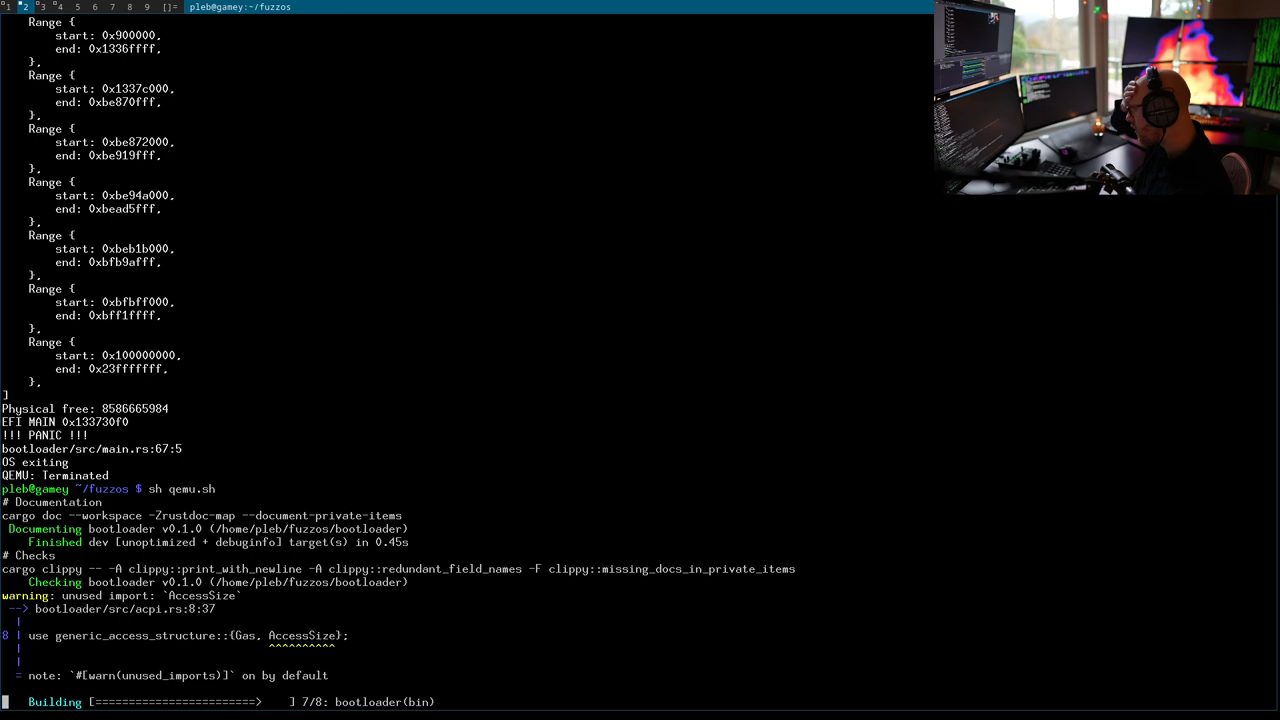 1 2 3 4 5 6 7 8 9 []= pleb@gamey:~/fuzzos
Range {
start: 0x900000,
end: 0x1336ffff,
},
Range {
start: 0x1337c000,
end: 0xbe870fff,
},
Range {
start: 0xbe872000,
end: 0xbe919fff,
},
Range {
start: 0xbe94a000,
end: 0xbead5fff,
},
Range {
start: 0xbeb1b000,
end: 0xbfb9afff,
},
Range {
start: 0xbfbff000,
end: 0xbff1ffff,
},
Range {
start: 0x100000000,
end: 0x23fffffff,
},
]
Physical free: 8586665984
EFI MAIN 0x133730f0
!!! PANIC !!!
bootloader/src/main.rs:67:5
OS exiting
QEMU: Terminated
pleb@gamey ~/fuzzos $ sh qemu.sh
# Documentation
cargo doc --workspace -Zrustdoc-map --document-private-items
Documenting bootloader v0.1.0 (/home/pleb/fuzzos/bootloader)
Finished dev [unoptimized + debuginfo] target(s) in 0.45s
# Checks
cargo clippy -- -A clippy::print_with_newline -A clippy::redundant_field_names -F clippy::missing_docs_in_private_items
Checking bootloader v0.1.0 (/home/pleb/fuzzos/bootloader)
warning: unused import: `AccessSize`
--> bootloader/src/acpi.rs:8:37
|
8 | use generic_access_structure::{Gas, AccessSize};
| ^^^^^^^^^^
|
= note: `#[warn(unused_imports)]` on by default
Building [========================> ] 7/8: bootloader(bin)